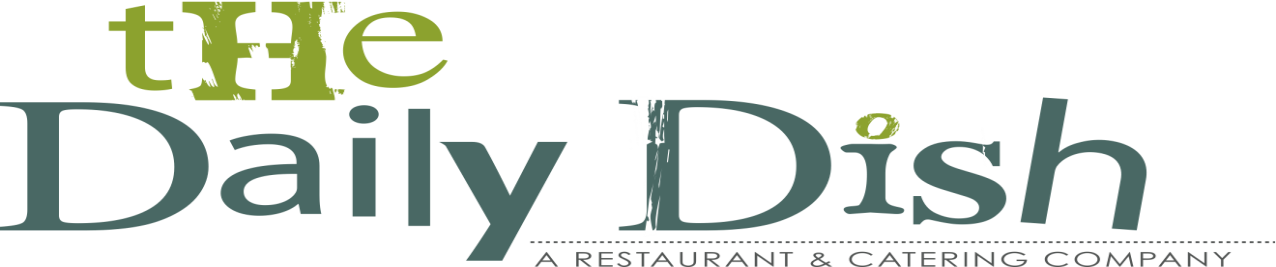 tHe
Daily Dish
A RESTAURANT & CATERING COMPANY